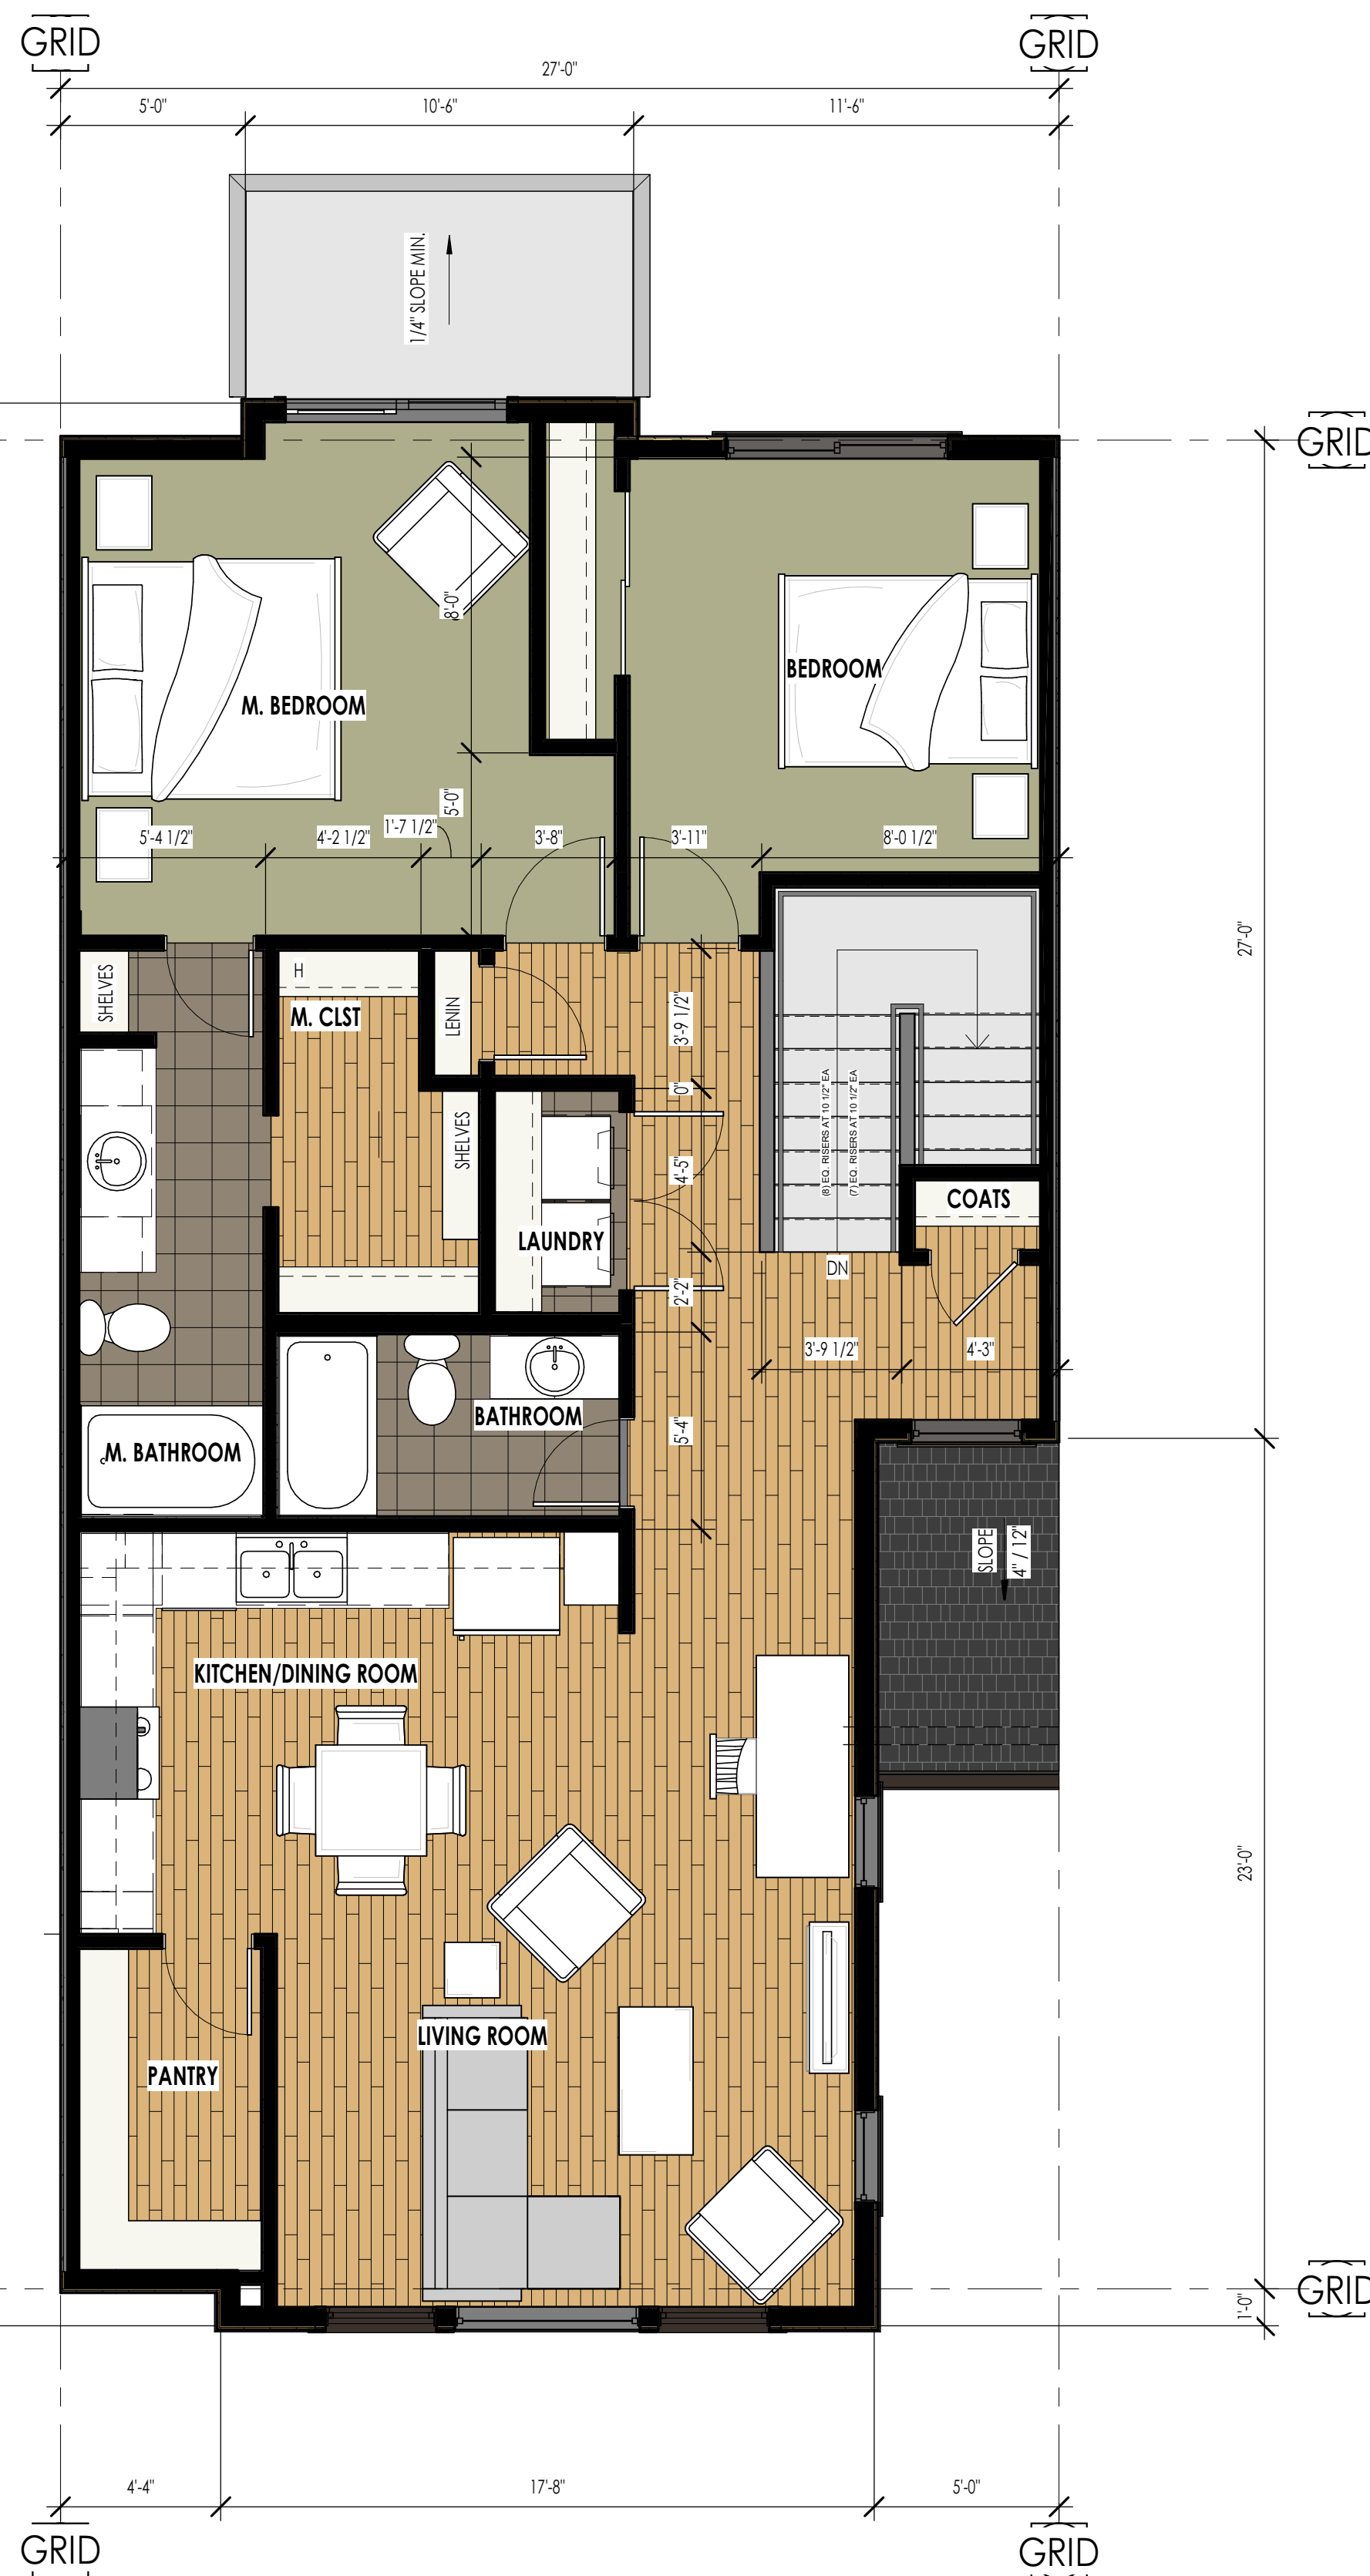 GRID
GRID
27'-0"
5'-0"
10'-6"
11'-6"
1/4" SLOPE MIN.
GRID
8'-0"
BEDROOM
M. BEDROOM
5'-0"
5'-4 1/2"
4'-2 1/2"
1'-7 1/2"
3'-8"
3'-11"
8'-0 1/2"
27'-0"
SHELVES
H
M. CLST
LENIN
3'-9 1/2"
0"
(8) EQ. RISERS AT 10 1/2" EA
(7) EQ. RISERS AT 10 1/2" EA
SHELVES
4'-5"
COATS
LAUNDRY
DN
2'-2"
3'-9 1/2"
4'-3"
BATHROOM
5'-4"
M. BATHROOM
SLOPE
4" / 12"
KITCHEN/DINING ROOM
23'-0"
LIVING ROOM
PANTRY
GRID
1'-0"
4'-4"
17'-8"
5'-0"
GRID
GRID